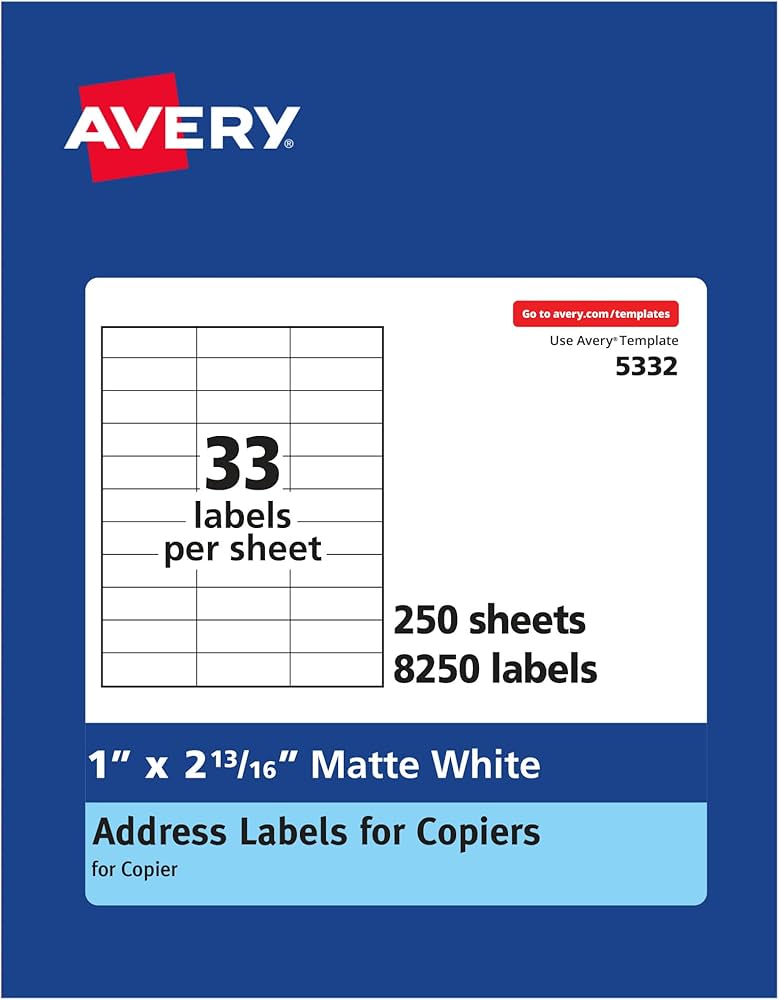 AVERY®
Go to avery.com/templates
Use Avery® Template
5332
33
labels
per sheet
250 sheets
8250 labels
1” x 2 13/16” Matte White
Address Labels for Copiers
for Copier